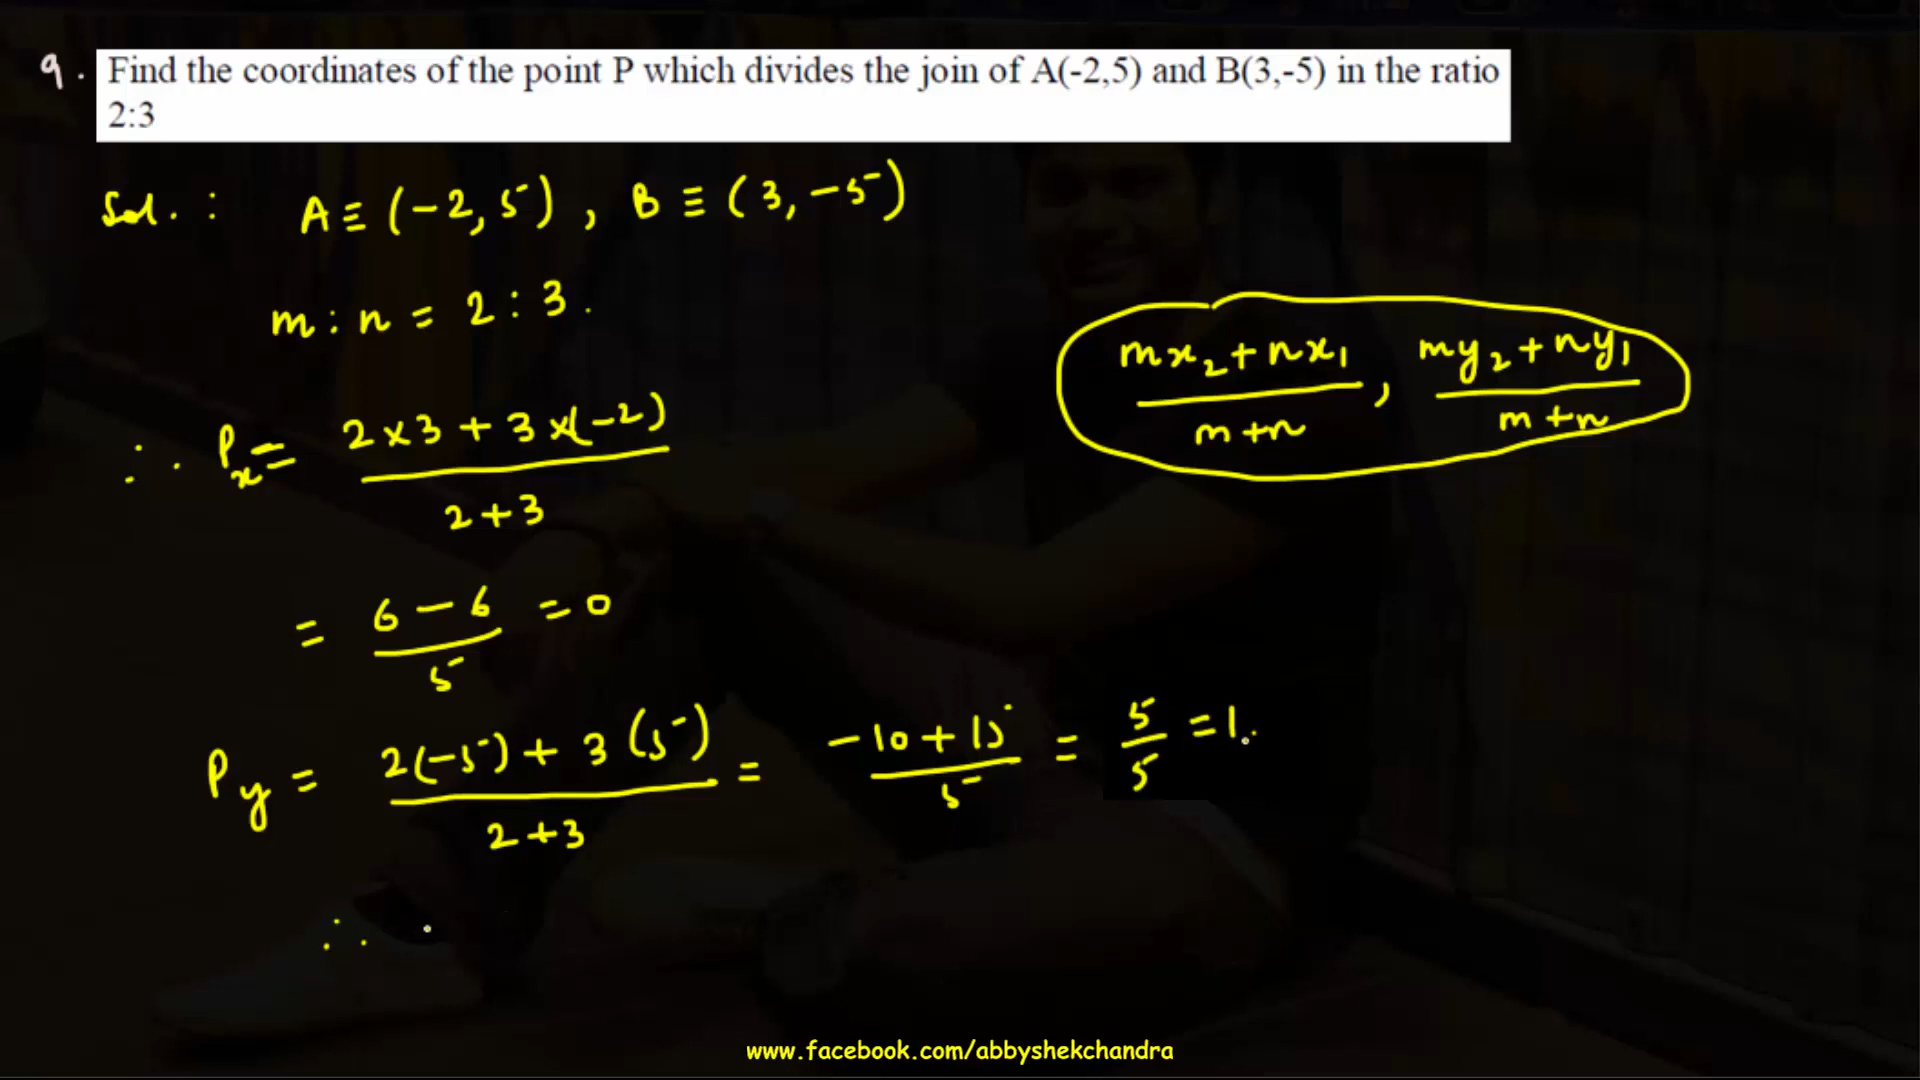 9. Find the coordinates of the point P which divides the join of A(-2,5) and B(3,-5) in the ratio
2:3
Sol. : A ≡ (-2, 5) , B ≡ (3, -5)
m : n = 2 : 3 .
(mx₂ + nx₁)/(m+n) , (my₂ + ny₁)/(m+n)
∴ Pₓ = (2 × 3 + 3 × (-2))/(2 + 3)
= (6 - 6)/5 = 0
P_y = (2(-5) + 3(5))/(2 + 3) = (-10 + 15)/5 = 5/5 = 1.
∴
www.facebook.com/abbyshekchandra